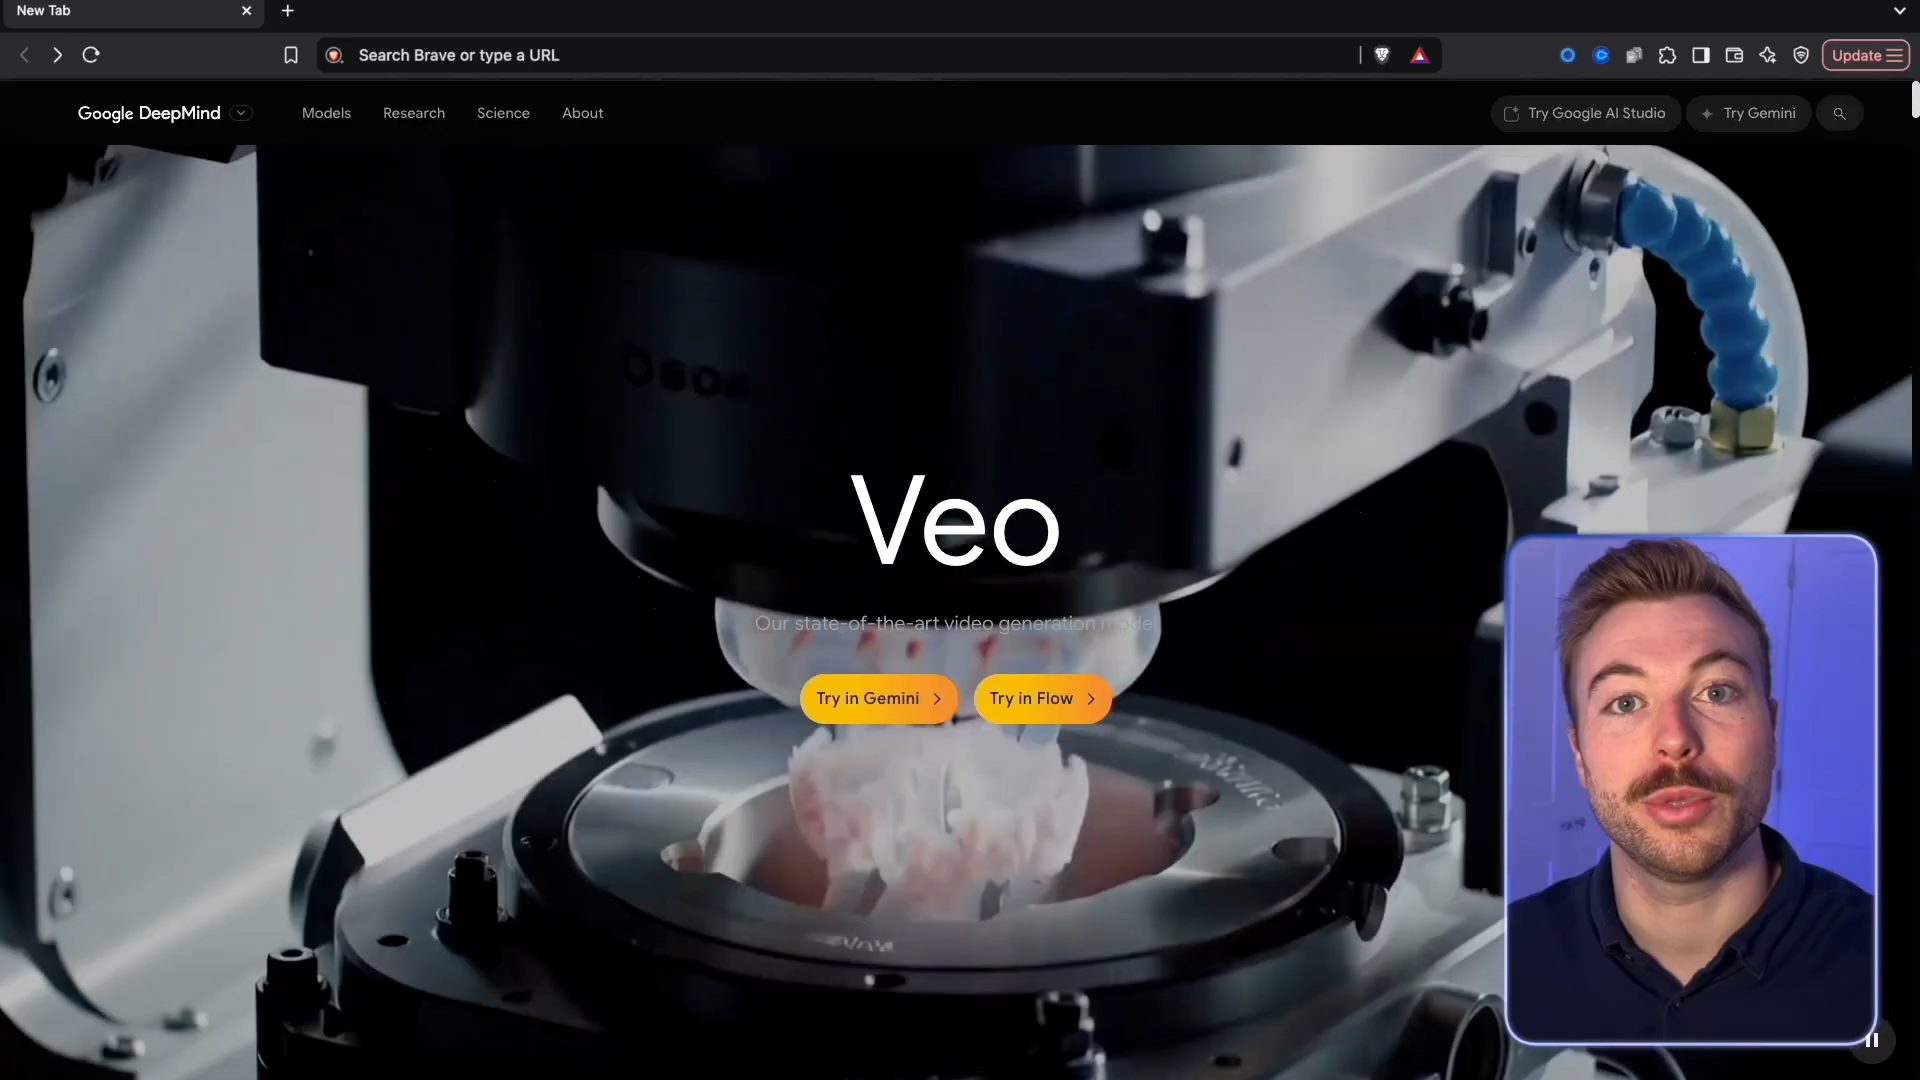 New Tab
Search Brave or type a URL
Update
Google DeepMind
Models
Research
Science
About
Try Google AI Studio
Try Gemini
Veo
Our state-of-the-art video generation model
Try in Gemini
Try in Flow